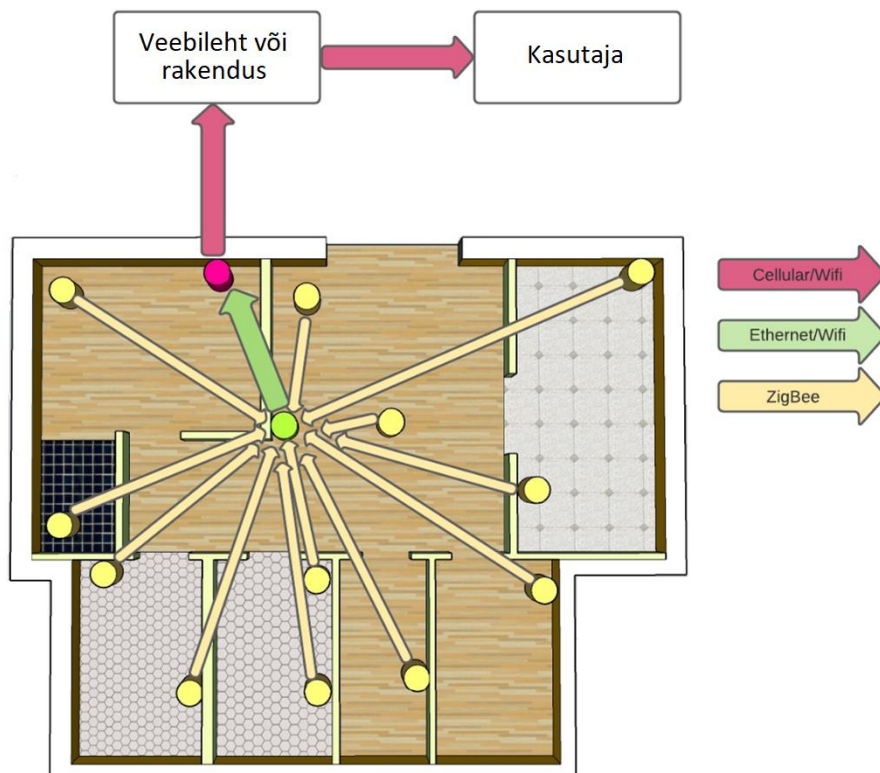 Veebileht või
rakendus
Kasutaja
Cellular/Wifi
Ethernet/Wifi
ZigBee